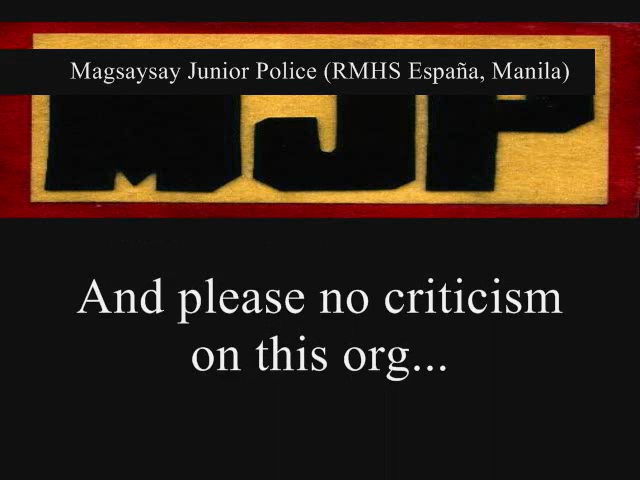 Magsaysay Junior Police (RMHS España, Manila)
MJP
And please no criticism
on this org...